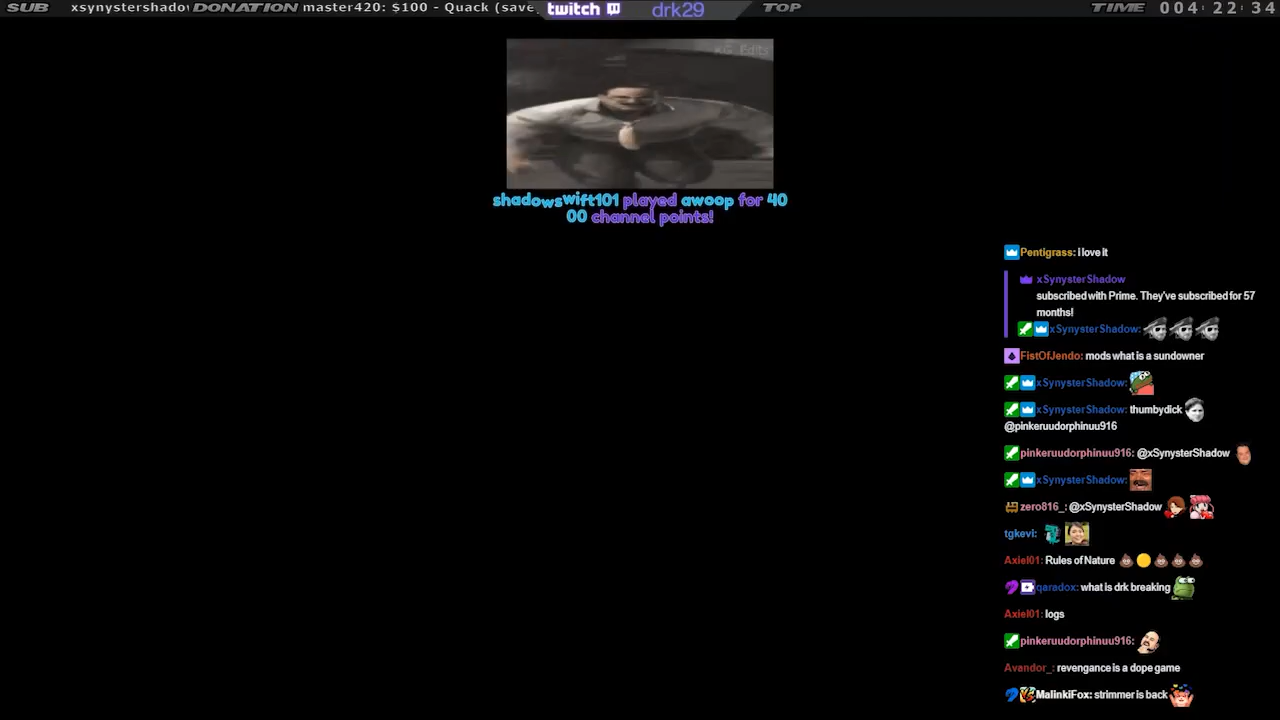 SUB xsynystershado DONATION master420: $100 - Quack (save twitch drk29 TOP TIME 004:22:34
KG Edits
shadowswift101 played awoop for 40
00 channel points!
Pentigrass: i love it
xSynysterShadow
subscribed with Prime. They've subscribed for 57
months!
xSynysterShadow:
FistOfJendo: mods what is a sundowner
xSynysterShadow:
xSynysterShadow: thumbydick
@pinkeruudorphinuu916
pinkeruudorphinuu916: @xSynysterShadow
xSynysterShadow:
zero816_: @xSynysterShadow
tgkevi:
Axiel01: Rules of Nature 💩🟡💩💩💩
qaradox: what is drk breaking
Axiel01: logs
pinkeruudorphinuu916:
Avandor_: revengance is a dope game
MalinkiFox: strimmer is back